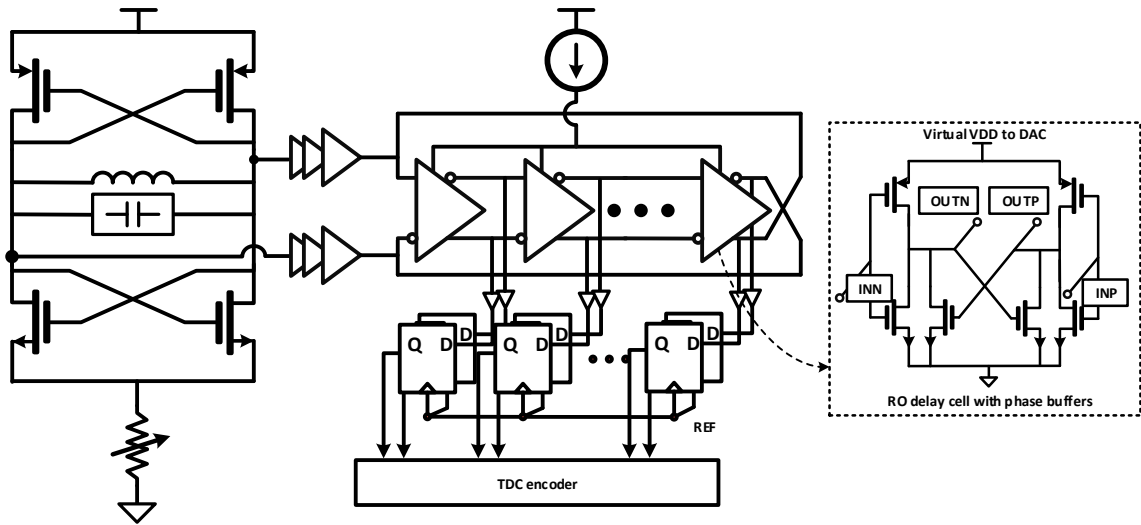 Virtual VDD to DAC
OUTN
OUTP
INN
INP
RO delay cell with phase buffers
D
D
Q
D
Q
D
Q
D
REF
TDC encoder